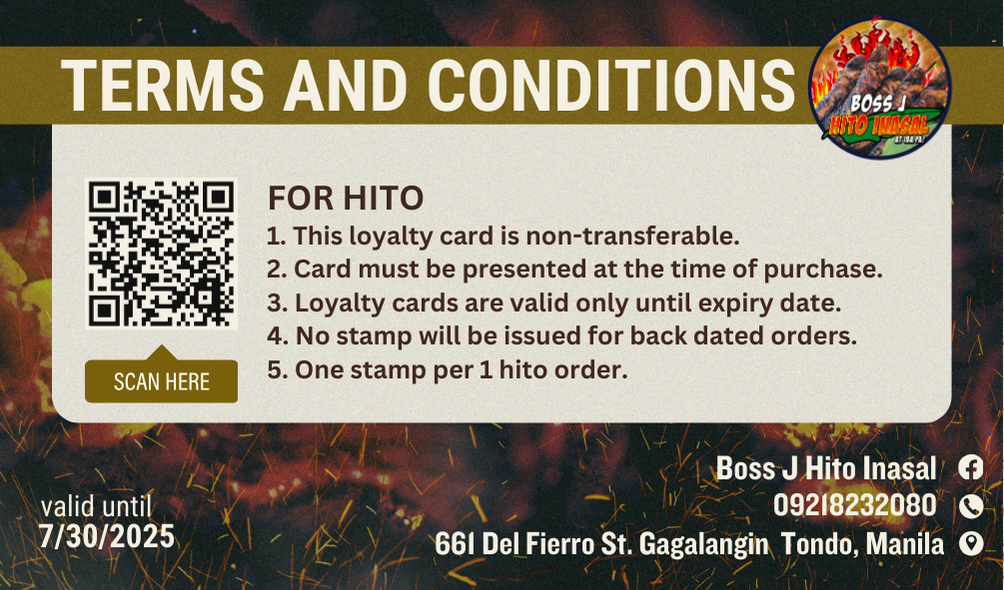 TERMS AND CONDITIONS
BOSS J
HITO INASAL
AT IBA PA!
FOR HITO
1. This loyalty card is non-transferable.
2. Card must be presented at the time of purchase.
3. Loyalty cards are valid only until expiry date.
4. No stamp will be issued for back dated orders.
5. One stamp per 1 hito order.
SCAN HERE
valid until
7/30/2025
Boss J Hito Inasal
09218232080
661 Del Fierro St. Gagalangin Tondo, Manila